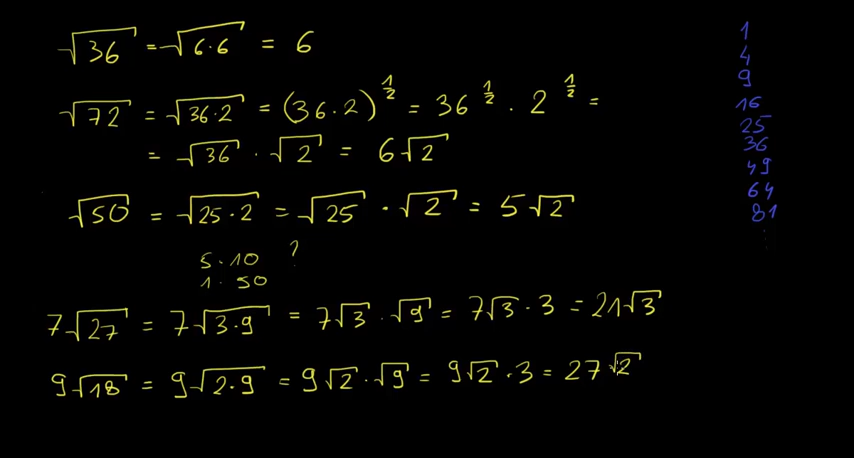 √36 = √6·6 = 6
√72 = √36·2 = (36·2)^½ = 36^½ · 2^½ =
= √36 · √2 = 6√2
√50 = √25·2 = √25 · √2 = 5√2
5·10 ?
1·50
7√27 = 7√3·9 = 7√3 · √9 = 7√3 · 3 = 21√3
9√18 = 9√2·9 = 9√2 · √9 = 9√2 · 3 = 27√2
1
4
9
16
25
36
49
64
81
⋮